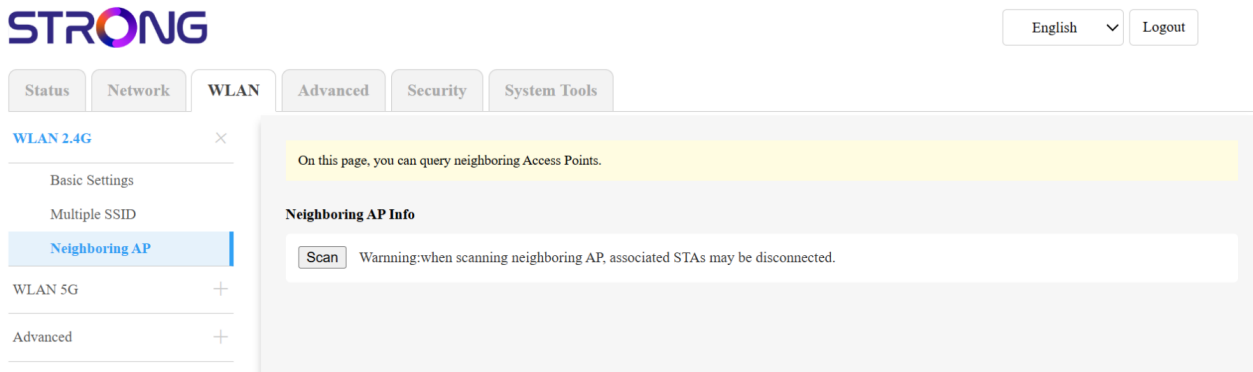 STRONG
English
Logout
Status
Network
WLAN
Advanced
Security
System Tools
WLAN 2.4G
Basic Settings
Multiple SSID
Neighboring AP
WLAN 5G
Advanced
On this page, you can query neighboring Access Points.
Neighboring AP Info
Scan Warnning:when scanning neighboring AP, associated STAs may be disconnected.